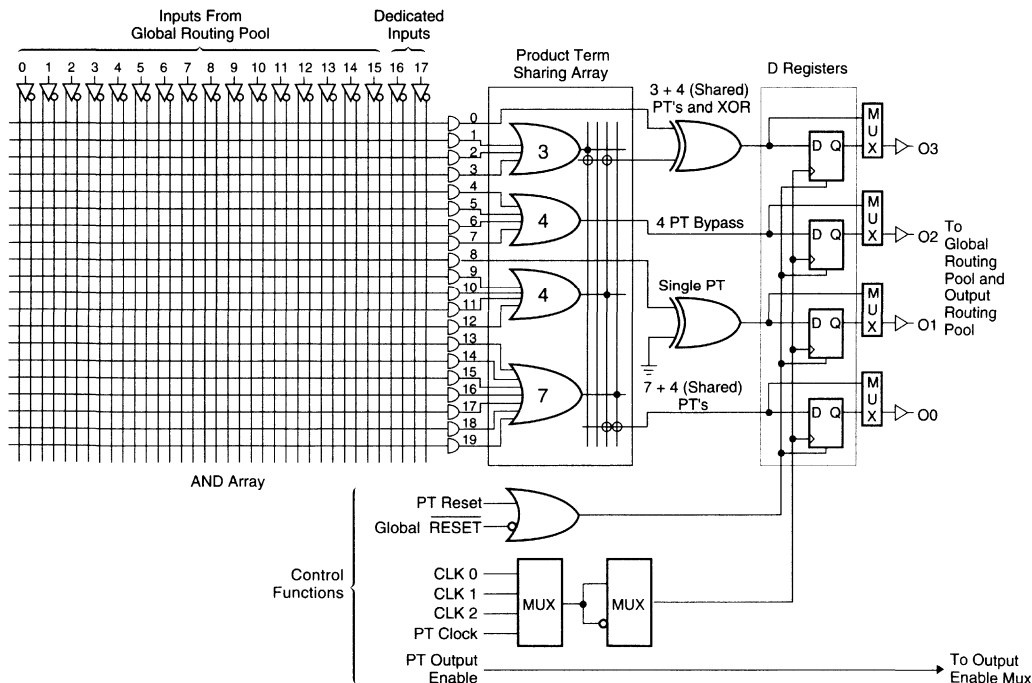 Inputs From
Global Routing Pool
Dedicated
Inputs
0 1 2 3 4 5 6 7 8 9 10 11 12 13 14 15 16 17
Product Term
Sharing Array
D Registers
3 + 4 (Shared)
PT's and XOR
0
1
2
3
4
5
6
7
8
9
10
11
12
13
14
15
16
17
18
19
3
4
4
7
4 PT Bypass
Single PT
7 + 4 (Shared)
PT's
D Q
MUX
O3
D Q
MUX
O2
D Q
MUX
O1
D Q
MUX
O0
To
Global
Routing
Pool and
Output
Routing
Pool
AND Array
Control
Functions
PT Reset
Global RESET
CLK 0
CLK 1
CLK 2
PT Clock
MUX
MUX
PT Output
Enable
To Output
Enable Mux